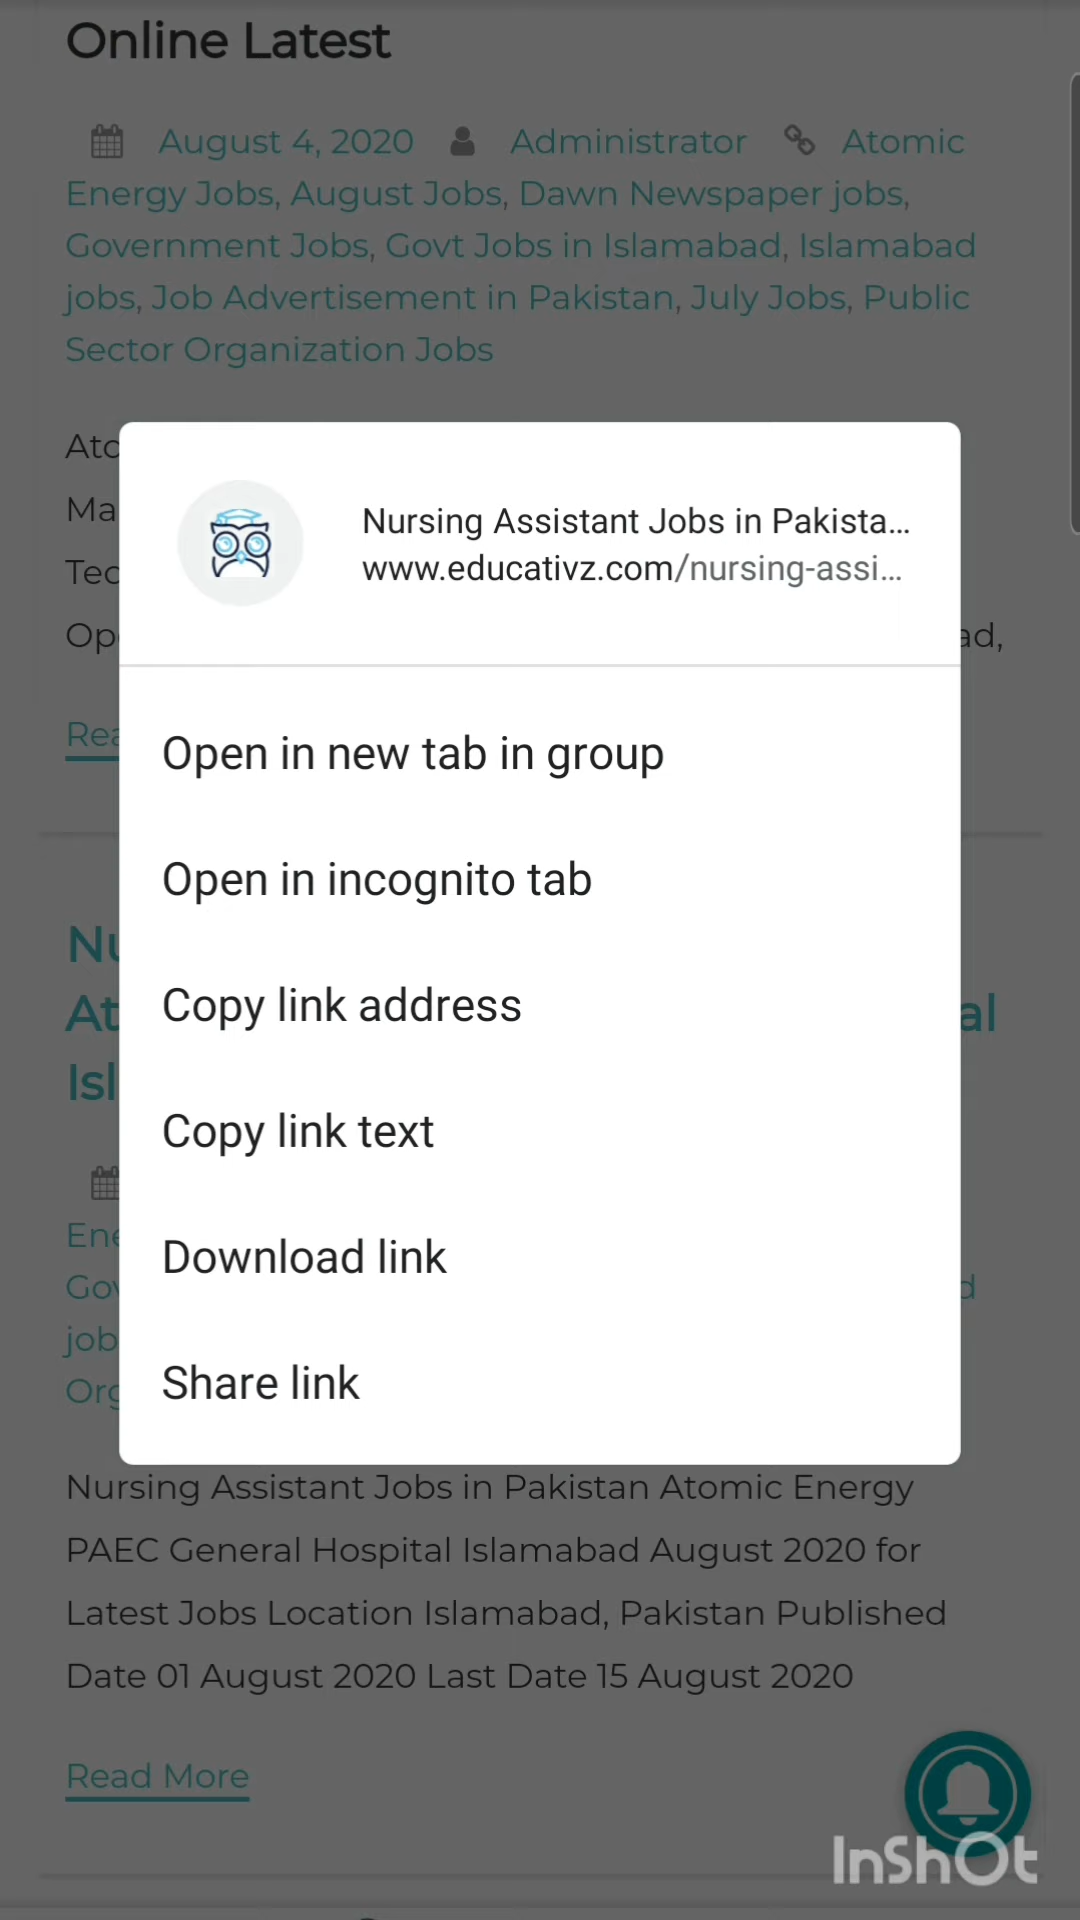 Online Latest
August 4, 2020 Administrator Atomic
Energy Jobs, August Jobs, Dawn Newspaper jobs,
Government Jobs, Govt Jobs in Islamabad, Islamabad
jobs, Job Advertisement in Pakistan, July Jobs, Public
Sector Organization Jobs
Nursing Assistant Jobs in Pakista...
www.educativz.com/nursing-assi...
Open in new tab in group
Open in incognito tab
Copy link address
Copy link text
Download link
Share link
Nursing Assistant Jobs in Pakistan Atomic Energy
PAEC General Hospital Islamabad August 2020 for
Latest Jobs Location Islamabad, Pakistan Published
Date 01 August 2020 Last Date 15 August 2020
Read More
InShOt